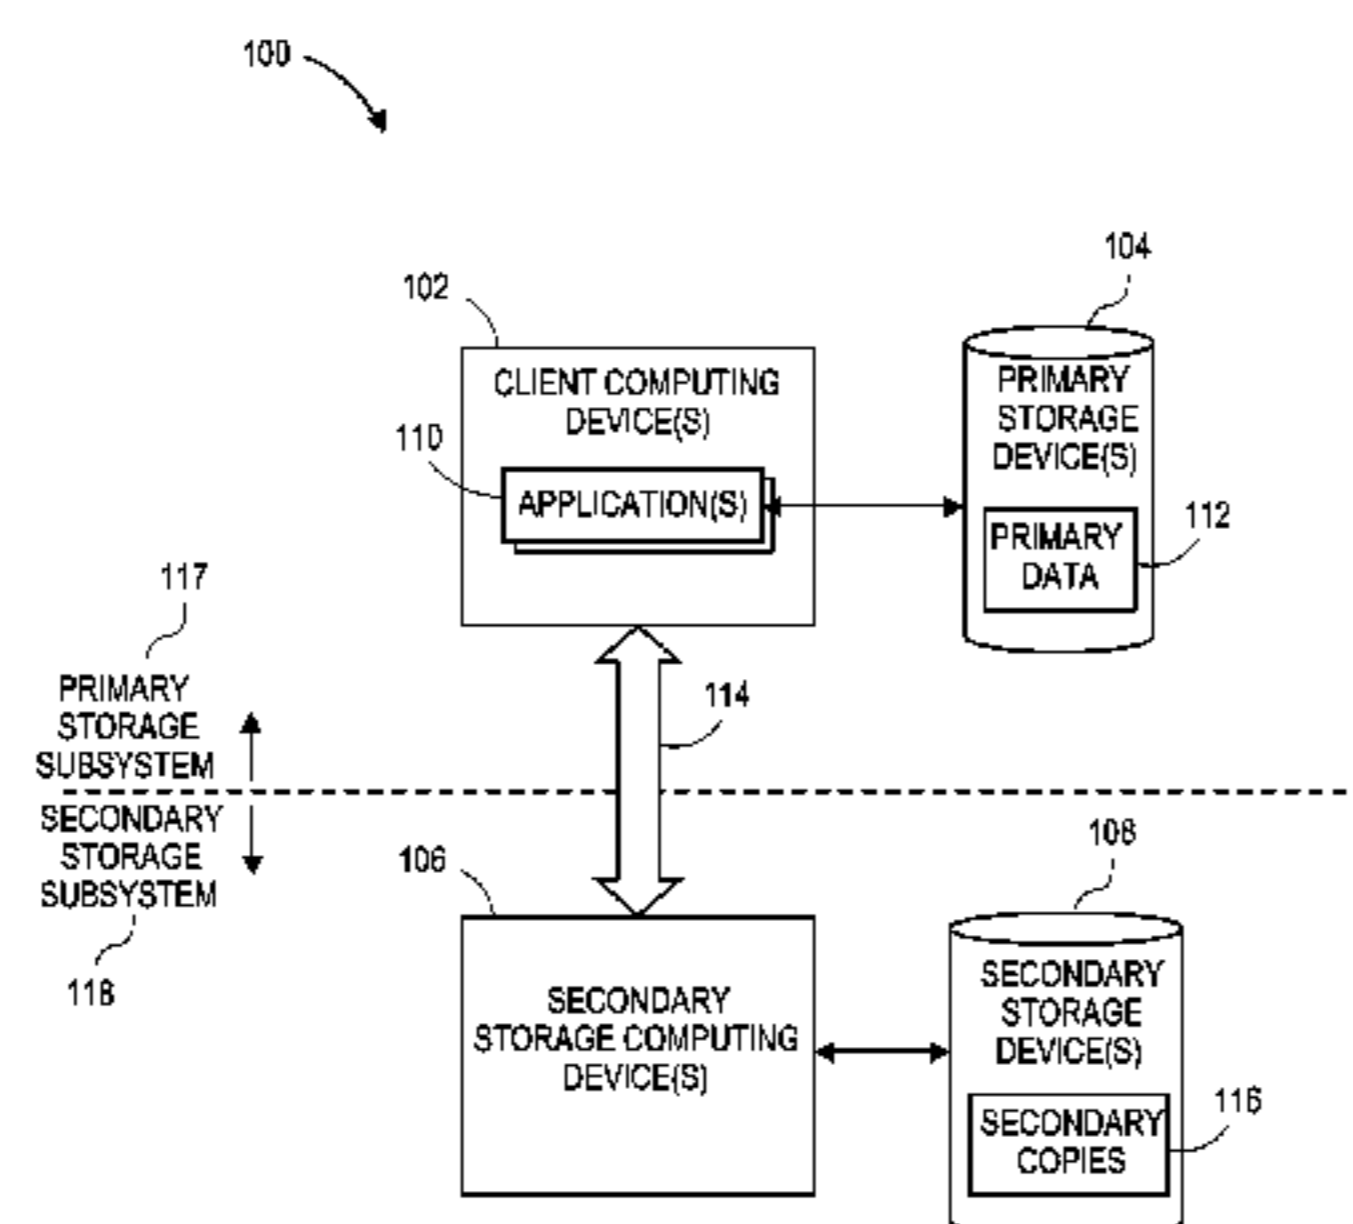 100
104
102
CLIENT COMPUTING
DEVICE(S)
110
APPLICATION(S)
PRIMARY
STORAGE
DEVICE(S)
PRIMARY
DATA
112
117
PRIMARY
STORAGE
SUBSYSTEM
114
SECONDARY
STORAGE
SUBSYSTEM
118
106
108
SECONDARY
STORAGE COMPUTING
DEVICE(S)
SECONDARY
STORAGE
DEVICE(S)
SECONDARY
COPIES
116